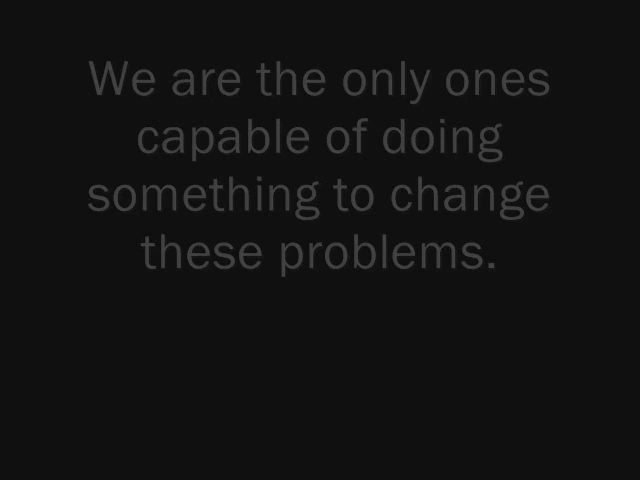 We are the only ones
capable of doing
something to change
these problems.